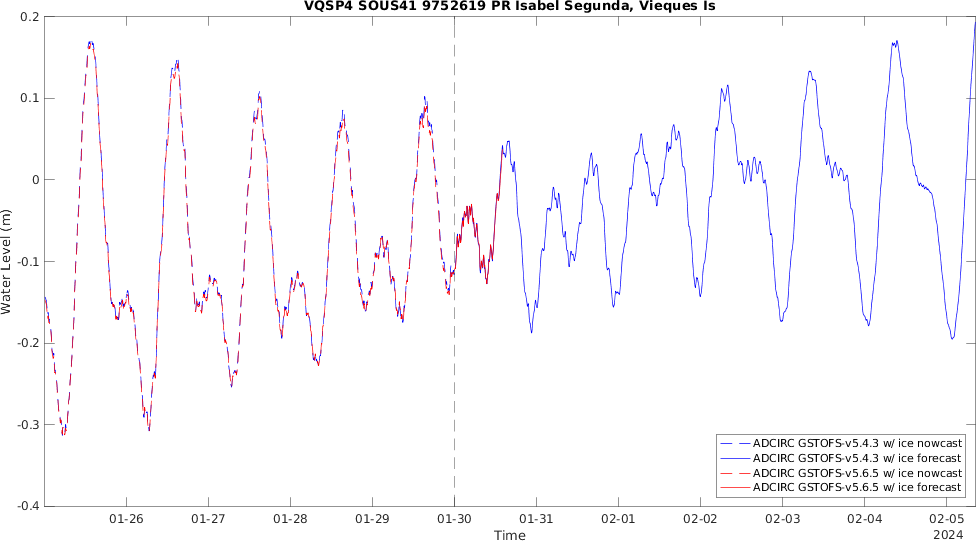 VQSP4 SOUS41 9752619 PR Isabel Segunda, Vieques Is
0.2
0.1
0
-0.1
-0.2
-0.3
-0.4
Water Level (m)
01-26 01-27 01-28 01-29 01-30 01-31 02-01 02-02 02-03 02-04 02-05
2024
Time
ADCIRC GSTOFS-v5.4.3 w/ ice nowcast
ADCIRC GSTOFS-v5.4.3 w/ ice forecast
ADCIRC GSTOFS-v5.6.5 w/ ice nowcast
ADCIRC GSTOFS-v5.6.5 w/ ice forecast